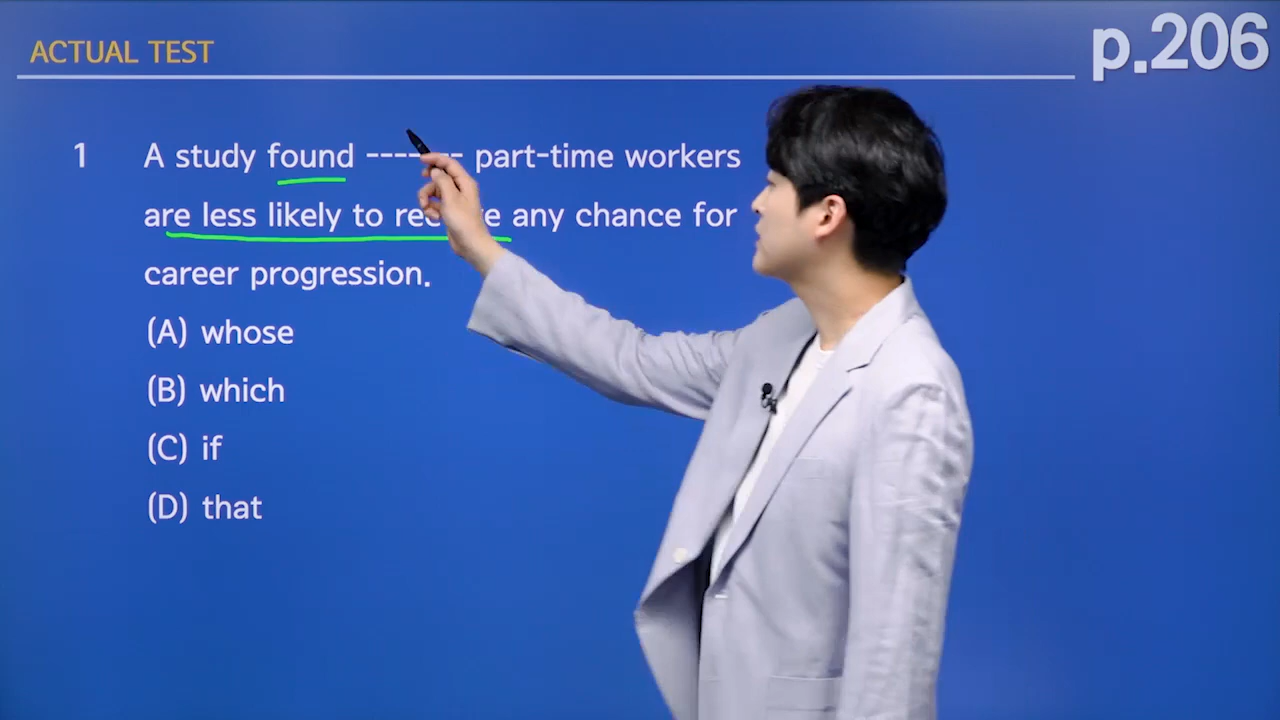 ACTUAL TEST
p.206
1 A study found ------- part-time workers
are less likely to any chance for
career progression.
(A) whose
(B) which
(C) if
(D) that